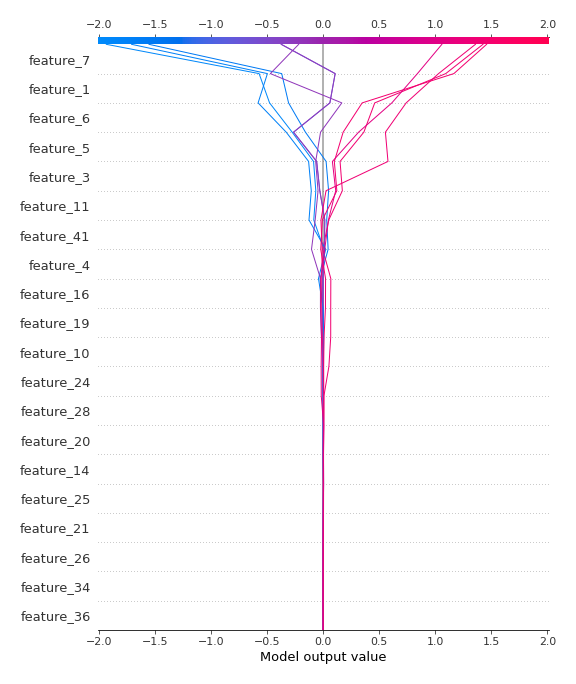 −2.0 −1.5 −1.0 −0.5 0.0 0.5 1.0 1.5 2.0
feature_7
feature_1
feature_6
feature_5
feature_3
feature_11
feature_41
feature_4
feature_16
feature_19
feature_10
feature_24
feature_28
feature_20
feature_14
feature_25
feature_21
feature_26
feature_34
feature_36
−2.0 −1.5 −1.0 −0.5 0.0 0.5 1.0 1.5 2.0
Model output value